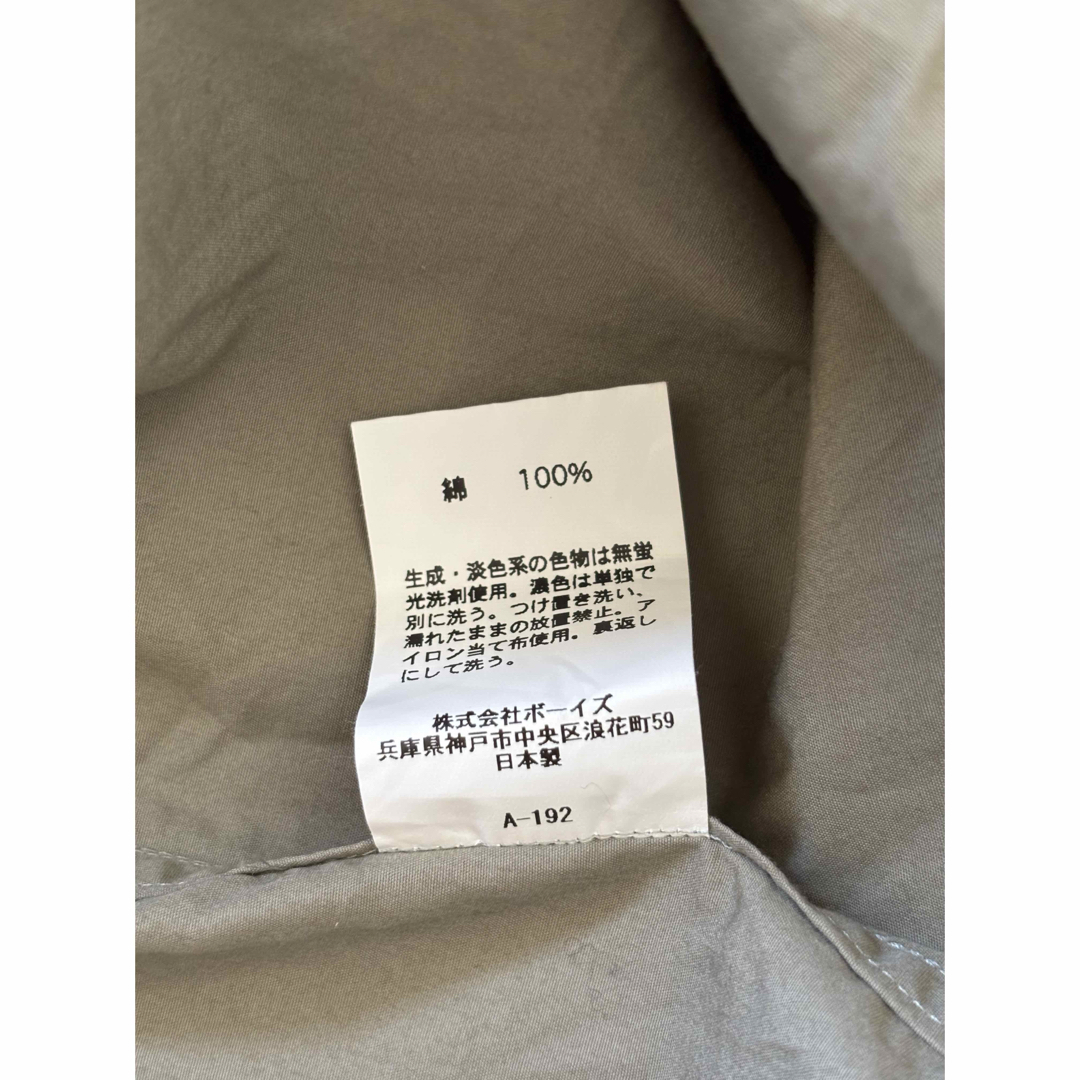 綿 100%
生成・淡色系の色物は無蛍
光洗剤使用。濃色は単独で
別に洗う。つけ置き洗い、
濡れたままの放置禁止。ア
イロン当て布使用。裏返し
にして洗う。
株式会社ボーイズ
兵庫県神戸市中央区浪花町59
日本製
A-192